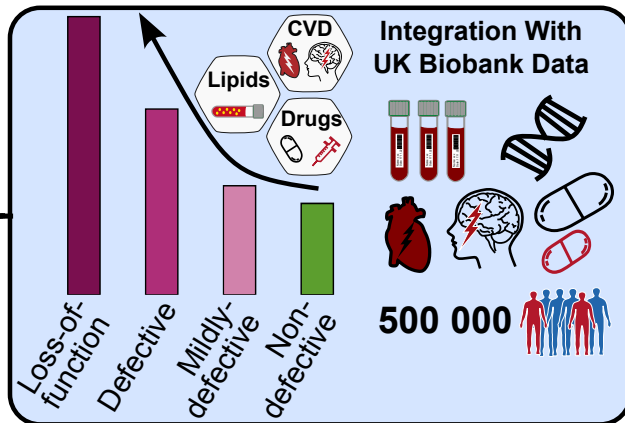 CVD
Lipids
Drugs
Integration With
UK Biobank Data
500 000
Loss-of-
function
Defective
Mildly-
defective
Non-
defective